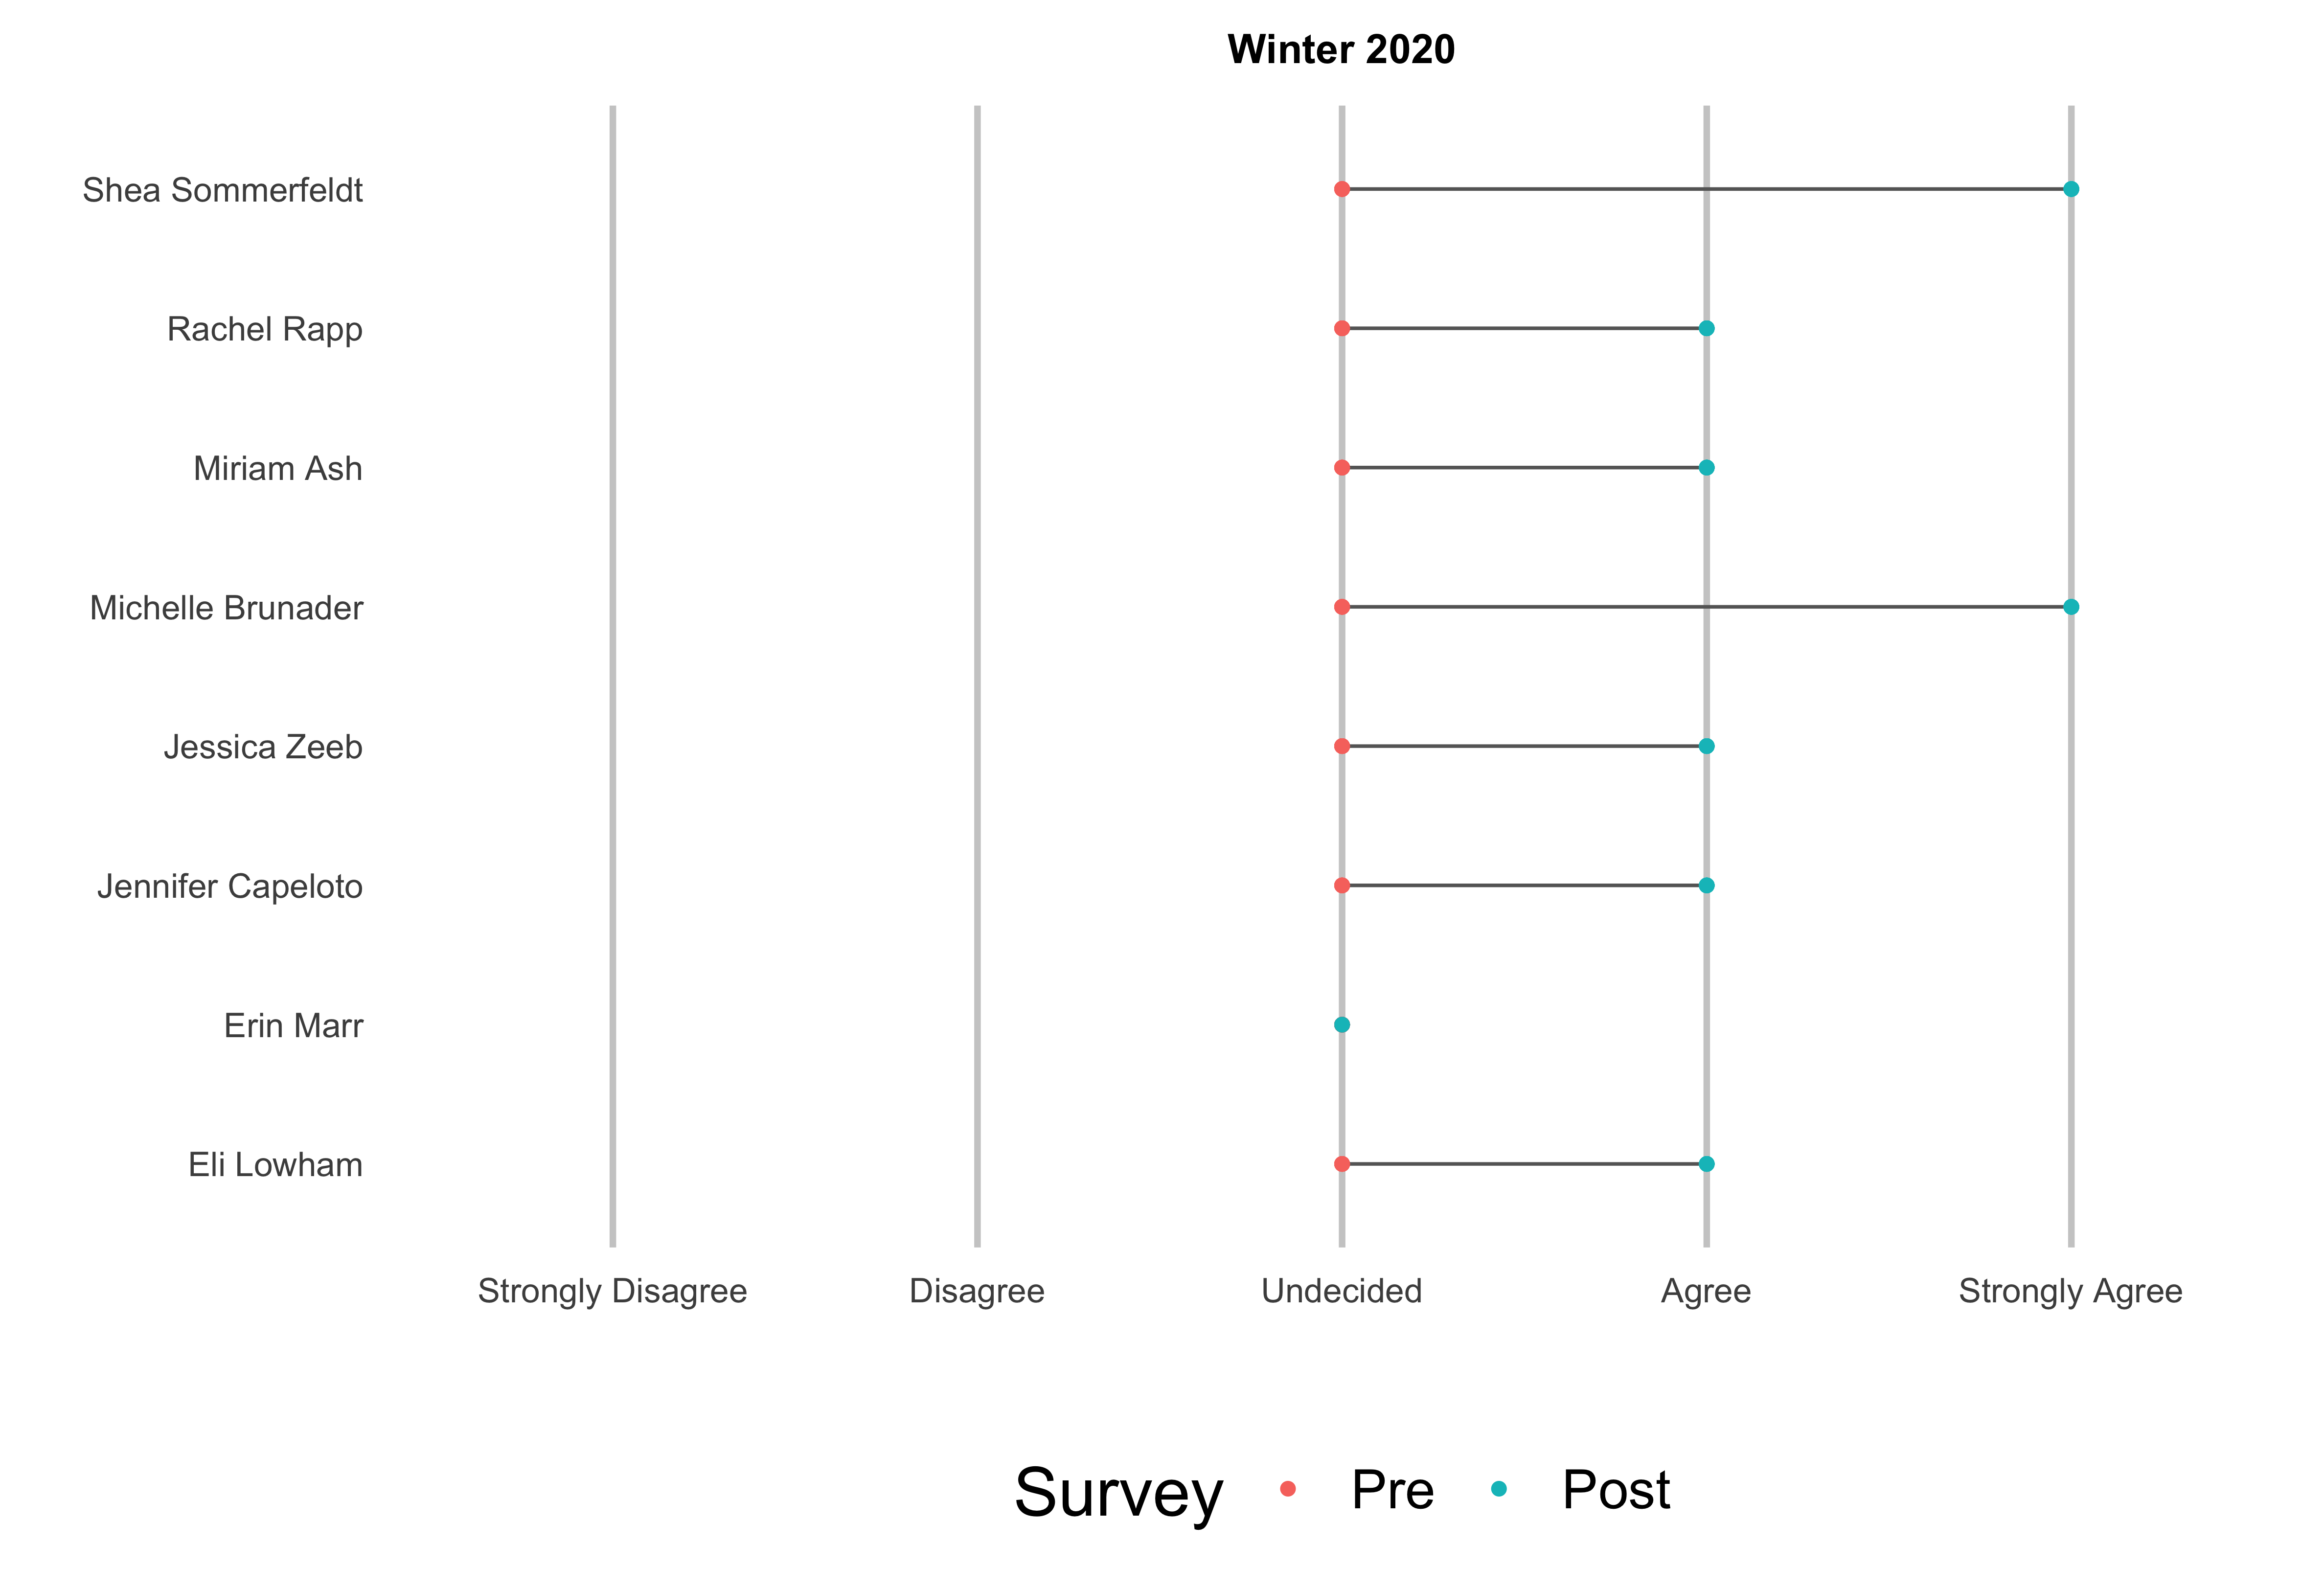 Winter 2020
Shea Sommerfeldt
Rachel Rapp
Miriam Ash
Michelle Brunader
Jessica Zeeb
Jennifer Capeloto
Erin Marr
Eli Lowham
Strongly Disagree Disagree Undecided Agree Strongly Agree
Survey Pre Post